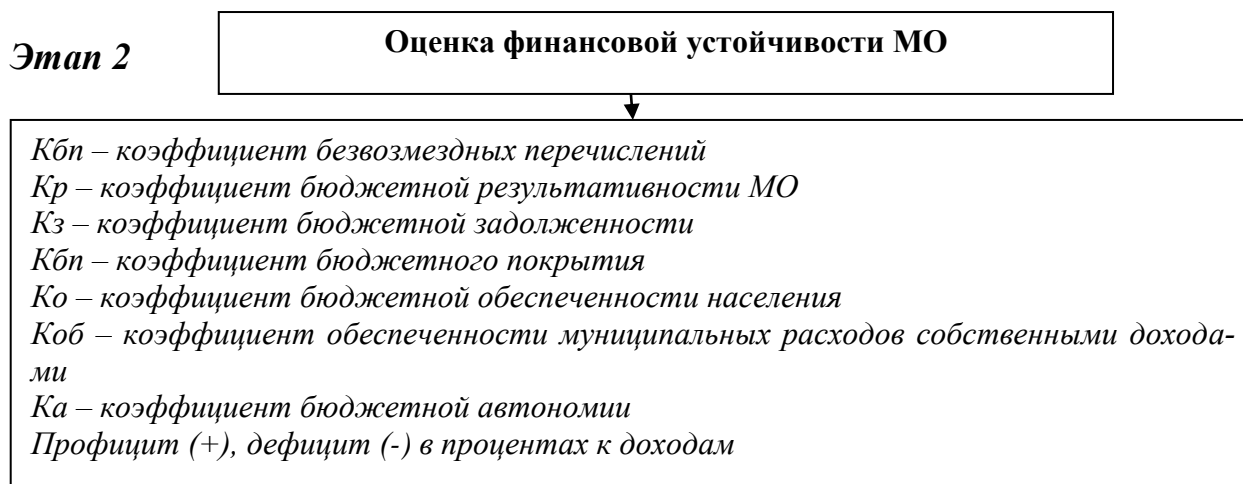 Этап 2
Оценка финансовой устойчивости МО
Кбп – коэффициент безвозмездных перечислений
Кр – коэффициент бюджетной результативности МО
Кз – коэффициент бюджетной задолженности
Кбп – коэффициент бюджетного покрытия
Ко – коэффициент бюджетной обеспеченности населения
Коб – коэффициент обеспеченности муниципальных расходов собственными дохода-
ми
Ка – коэффициент бюджетной автономии
Профицит (+), дефицит (-) в процентах к доходам